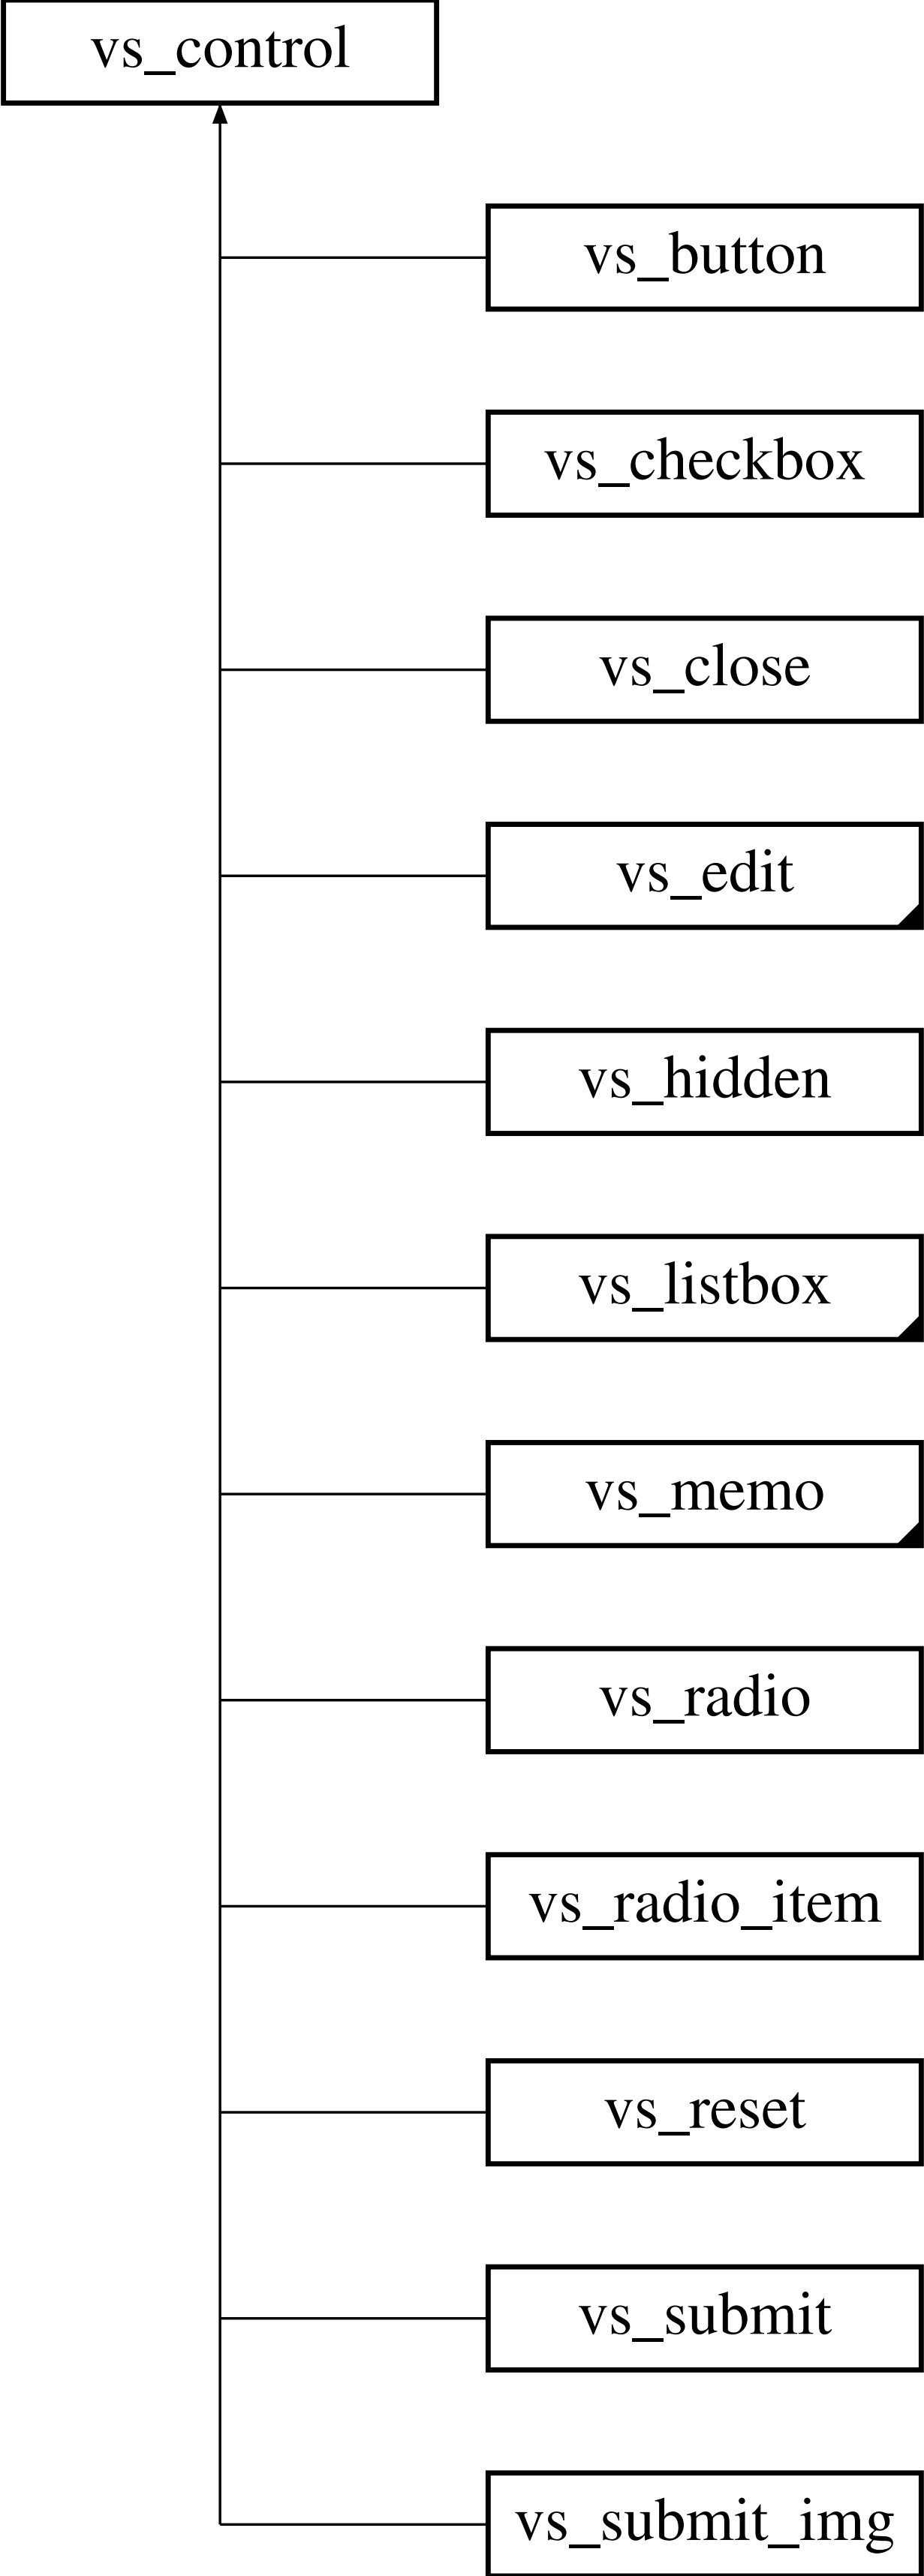 vs_control
vs_button
vs_checkbox
vs_close
vs_edit
vs_hidden
vs_listbox
vs_memo
vs_radio
vs_radio_item
vs_reset
vs_submit
vs_submit_img